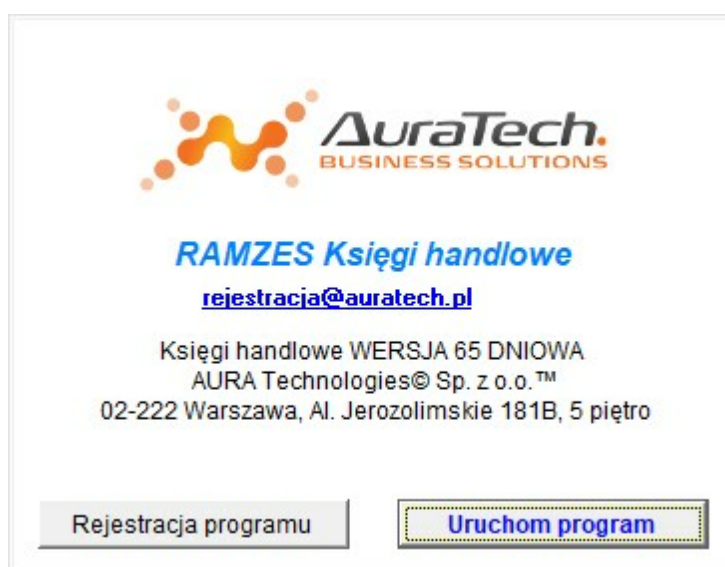 AuraTech.
BUSINESS SOLUTIONS
RAMZES Księgi handlowe
rejestracja@auratech.pl
Księgi handlowe WERSJA 65 DNIOWA
AURA Technologies© Sp. z o.o.™
02-222 Warszawa, Al. Jerozolimskie 181B, 5 piętro
Rejestracja programu
Uruchom program